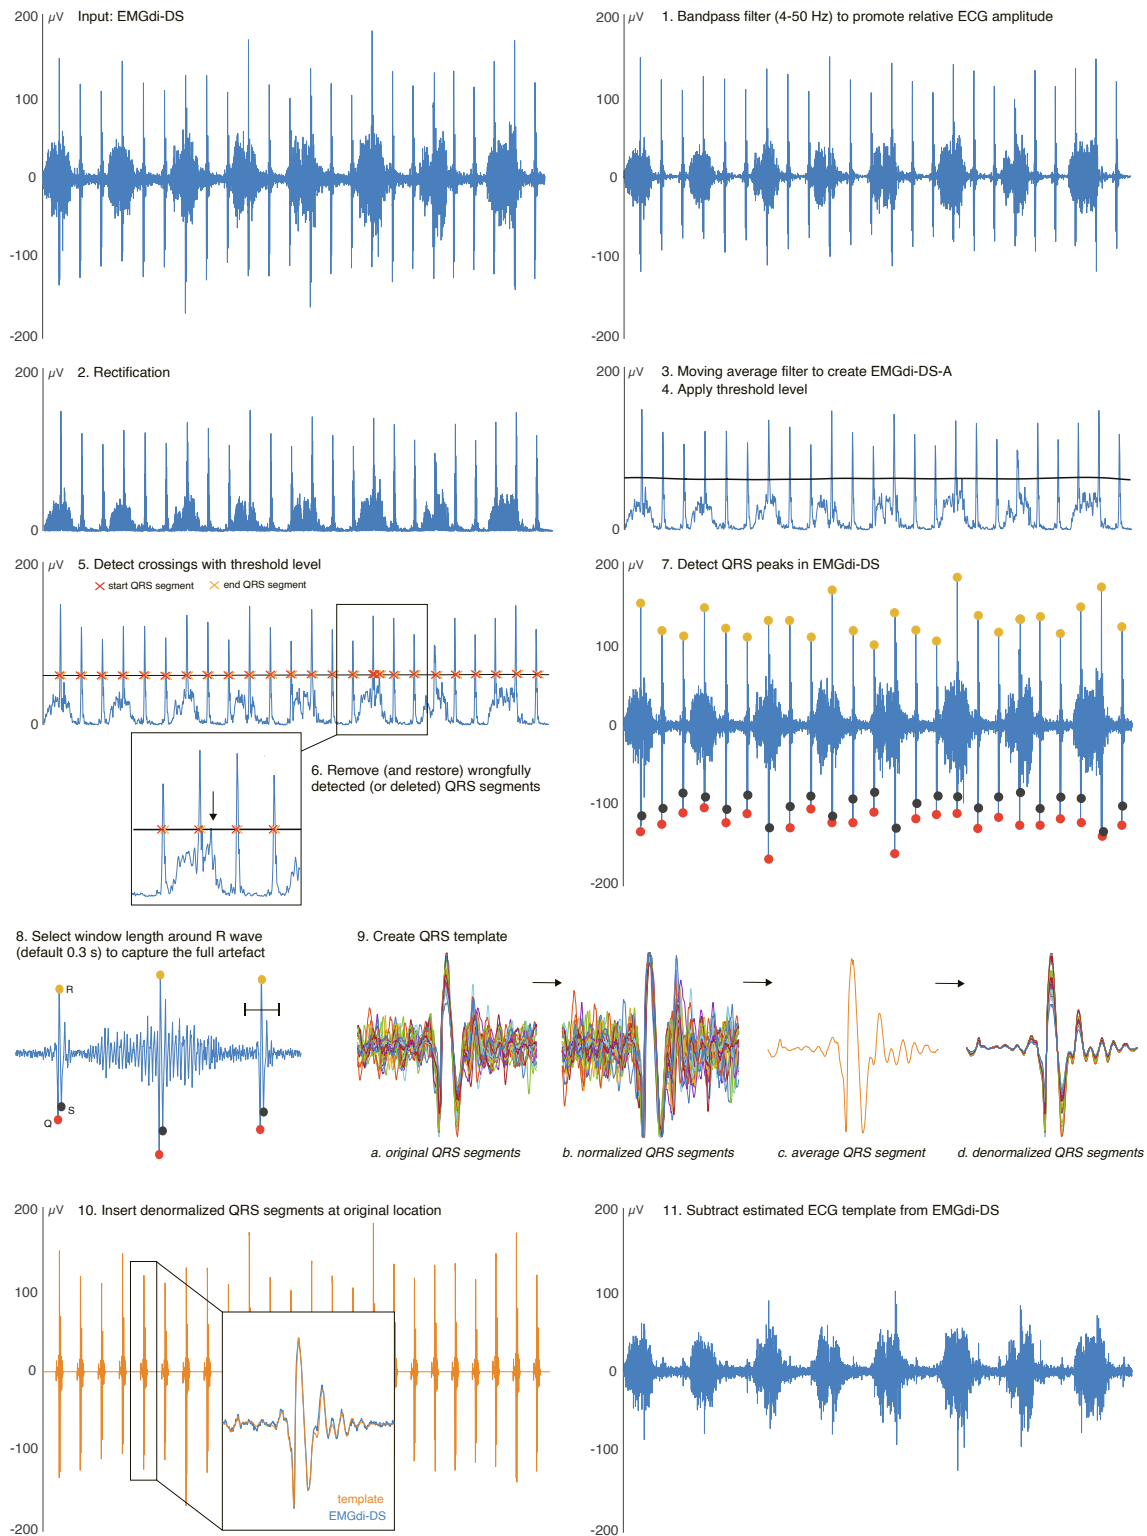 200 µV Input: EMGdi-DS
100
0
-100
-200
200 µV 1. Bandpass filter (4-50 Hz) to promote relative ECG amplitude
100
0
-100
-200
200 µV 2. Rectification
0
200 µV 3. Moving average filter to create EMGdi-DS-A
4. Apply threshold level
0
200 µV 5. Detect crossings with threshold level
start QRS segment end QRS segment
0
6. Remove (and restore) wrongfully
detected (or deleted) QRS segments
200 µV 7. Detect QRS peaks in EMGdi-DS
100
0
-100
-200
8. Select window length around R wave
(default 0.3 s) to capture the full artefact
R
S
Q
9. Create QRS template
a. original QRS segments
b. normalized QRS segments
c. average QRS segment
d. denormalized QRS segments
200 µV 10. Insert denormalized QRS segments at original location
100
0
-100
-200
template
EMGdi-DS
200 µV 11. Subtract estimated ECG template from EMGdi-DS
100
0
-100
-200